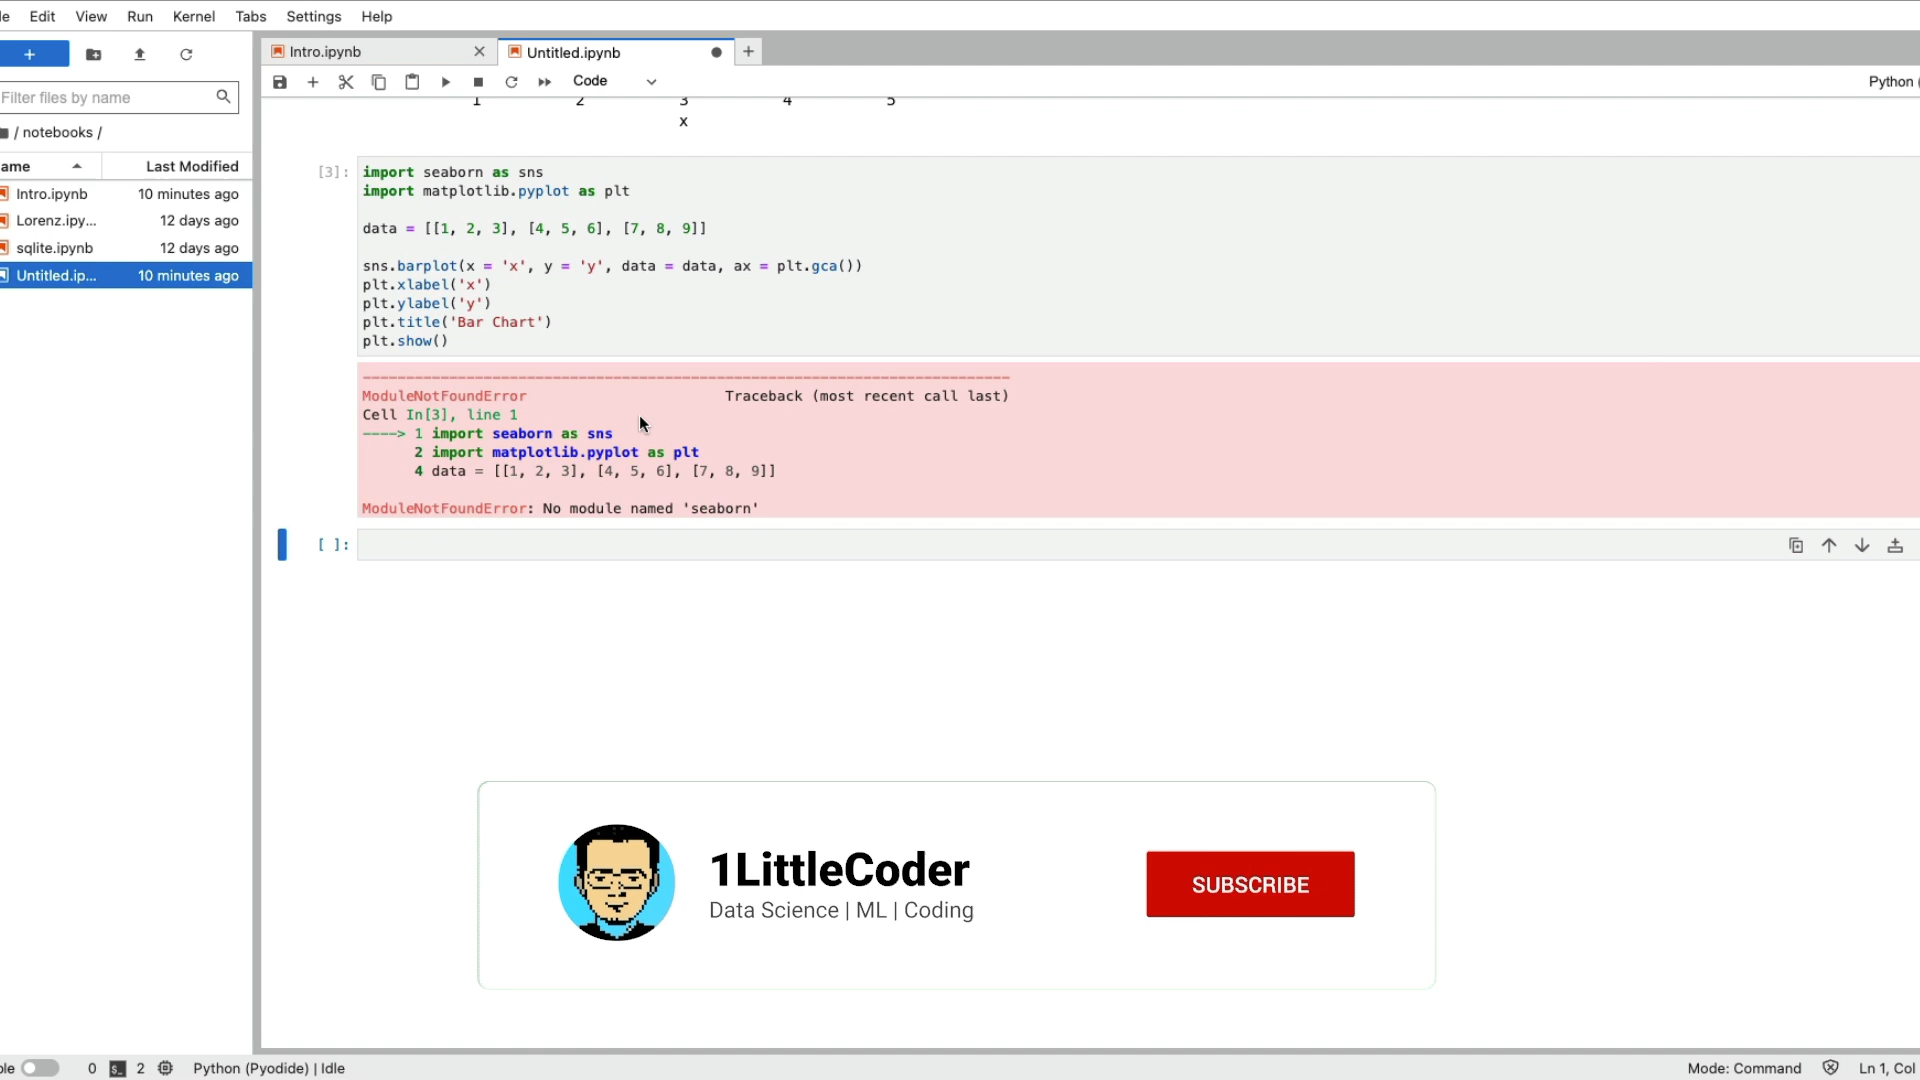 Edit View Run Kernel Tabs Settings Help
+
Intro.ipynb
Untitled.ipynb
+
Code
Python (
Filter files by name
/ notebooks /
ame Last Modified
Intro.ipynb 10 minutes ago
Lorenz.ipy... 12 days ago
sqlite.ipynb 12 days ago
Untitled.ip... 10 minutes ago
1 2 3 4 5
x
[3]: import seaborn as sns
import matplotlib.pyplot as plt
data = [[1, 2, 3], [4, 5, 6], [7, 8, 9]]
sns.barplot(x = 'x', y = 'y', data = data, ax = plt.gca())
plt.xlabel('x')
plt.ylabel('y')
plt.title('Bar Chart')
plt.show()
---------------------------------------------------------------------------
ModuleNotFoundError Traceback (most recent call last)
Cell In[3], line 1
----> 1 import seaborn as sns
2 import matplotlib.pyplot as plt
4 data = [[1, 2, 3], [4, 5, 6], [7, 8, 9]]
ModuleNotFoundError: No module named 'seaborn'
[ ]:
1LittleCoder
Data Science | ML | Coding
SUBSCRIBE
ple 0 2 Python (Pyodide) | Idle
Mode: Command Ln 1, Col